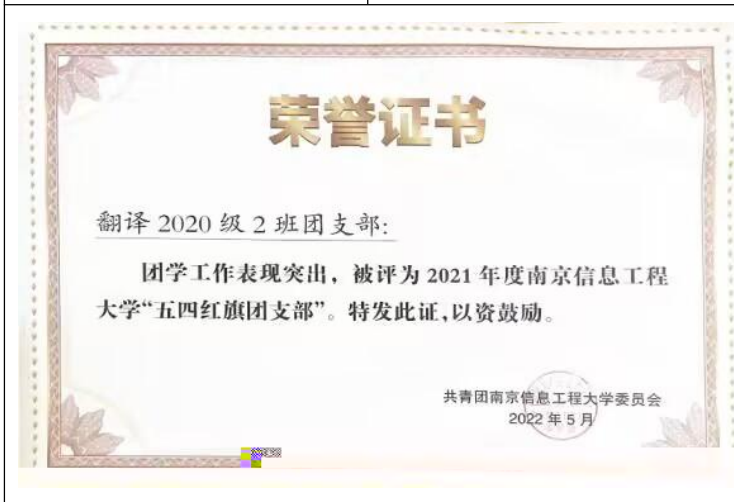 荣誉证书
翻译 2020 级 2 班团支部:
团学工作表现突出，被评为 2021 年度南京信息工程
大学“五四红旗团支部”。特发此证,以资鼓励。
共青团南京信息工程大学委员会
2022 年 5 月